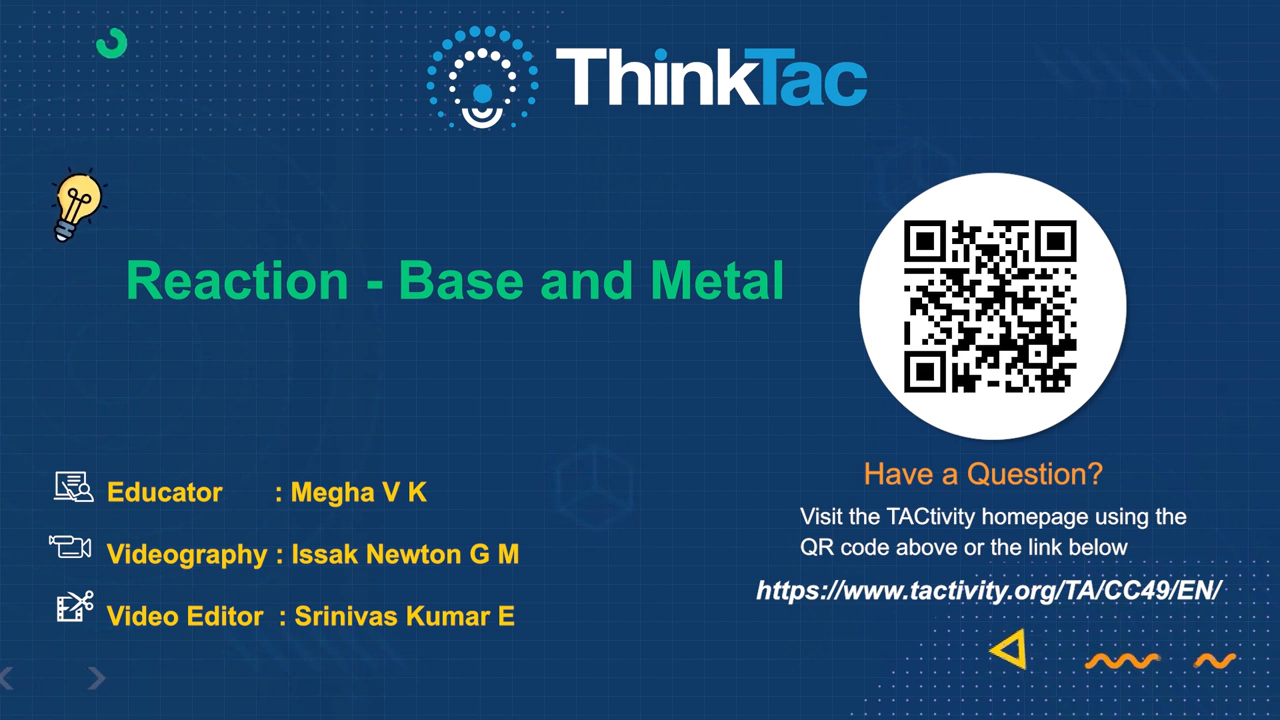 ThinkTac
Reaction - Base and Metal
Educator : Megha V K
Videography : Issak Newton G M
Video Editor : Srinivas Kumar E
Have a Question?
Visit the TACtivity homepage using the
QR code above or the link below
https://www.tactivity.org/TA/CC49/EN/